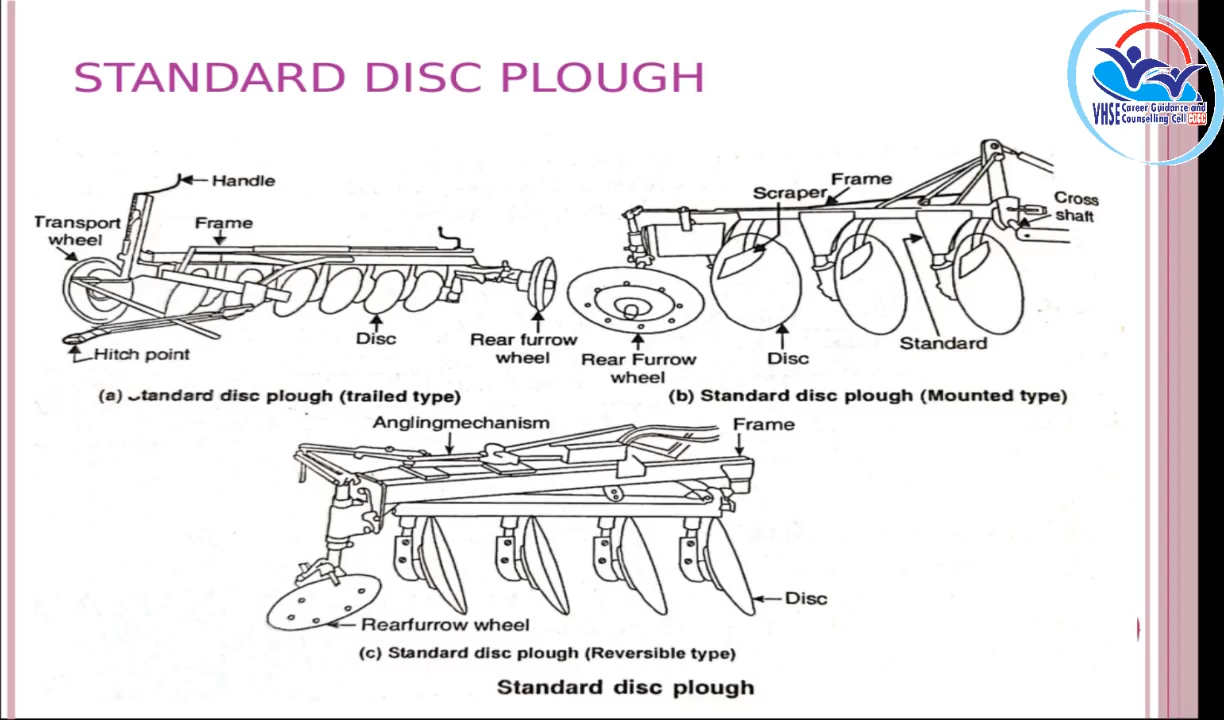 STANDARD DISC PLOUGH
VHSE Career Guidance and
Counselling Cell CGCC
Handle
Transport
wheel
Frame
Disc
Rear furrow
wheel
Hitch point
(a) Standard disc plough (trailed type)
Scraper
Frame
Cross
shaft
Standard
Disc
Rear Furrow
wheel
(b) Standard disc plough (Mounted type)
Anglingmechanism
Frame
Disc
Rearfurrow wheel
(c) Standard disc plough (Reversible type)
Standard disc plough